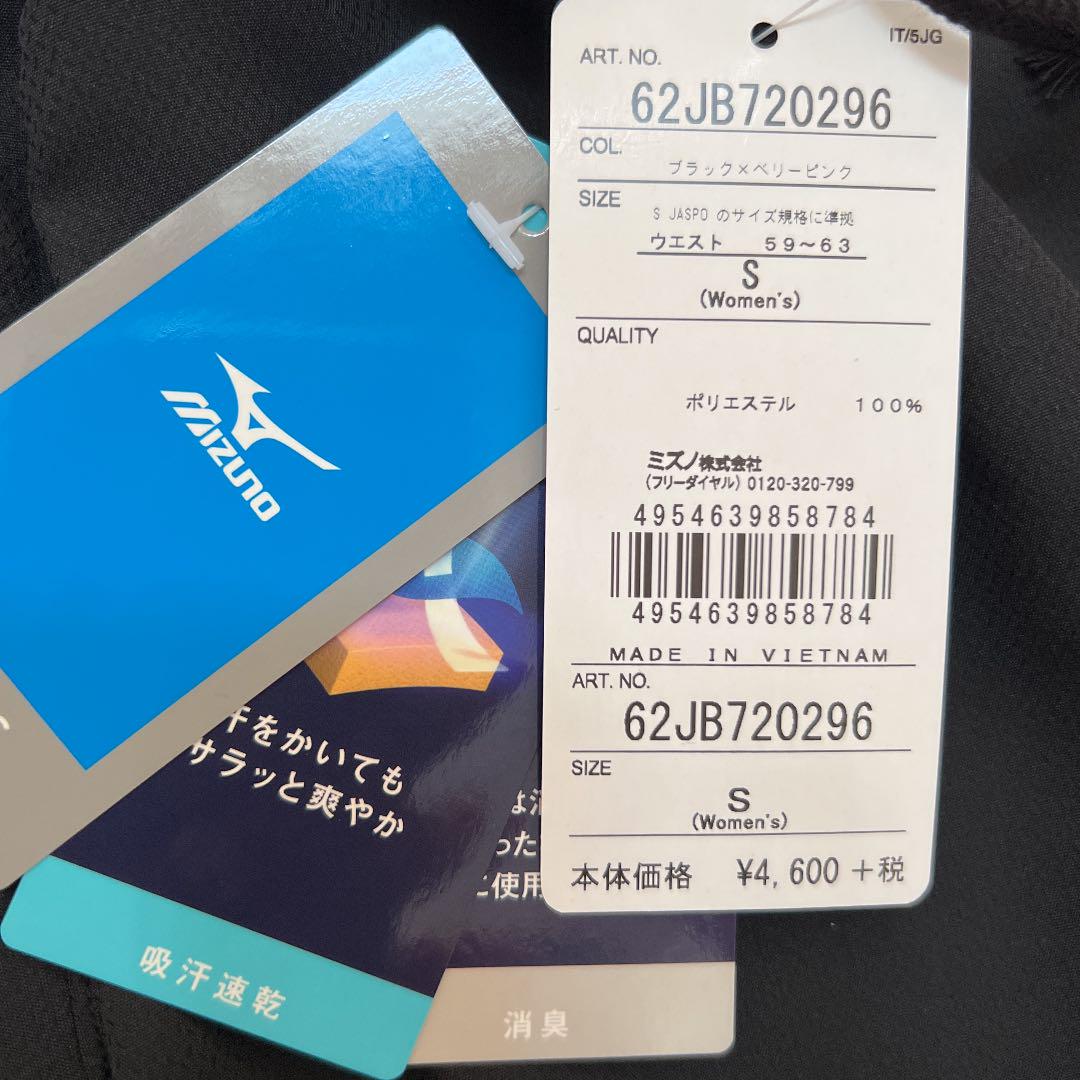 MIZUNO
汗をかいても
サラッと爽やか
吸汗速乾
った
に使用
消臭
IT/5JG
ART. NO.
62JB720296
COL.
ブラック×ベリーピンク
SIZE
S JASPO のサイズ規格に準拠
ウエスト 59～63
S
(Women's)
QUALITY
ポリエステル 100%
ミズノ株式会社
(フリーダイヤル) 0120-320-799
4954639858784
4954639858784
MADE IN VIETNAM
ART. NO.
62JB720296
SIZE
S
(Women's)
本体価格 ¥4,600+税